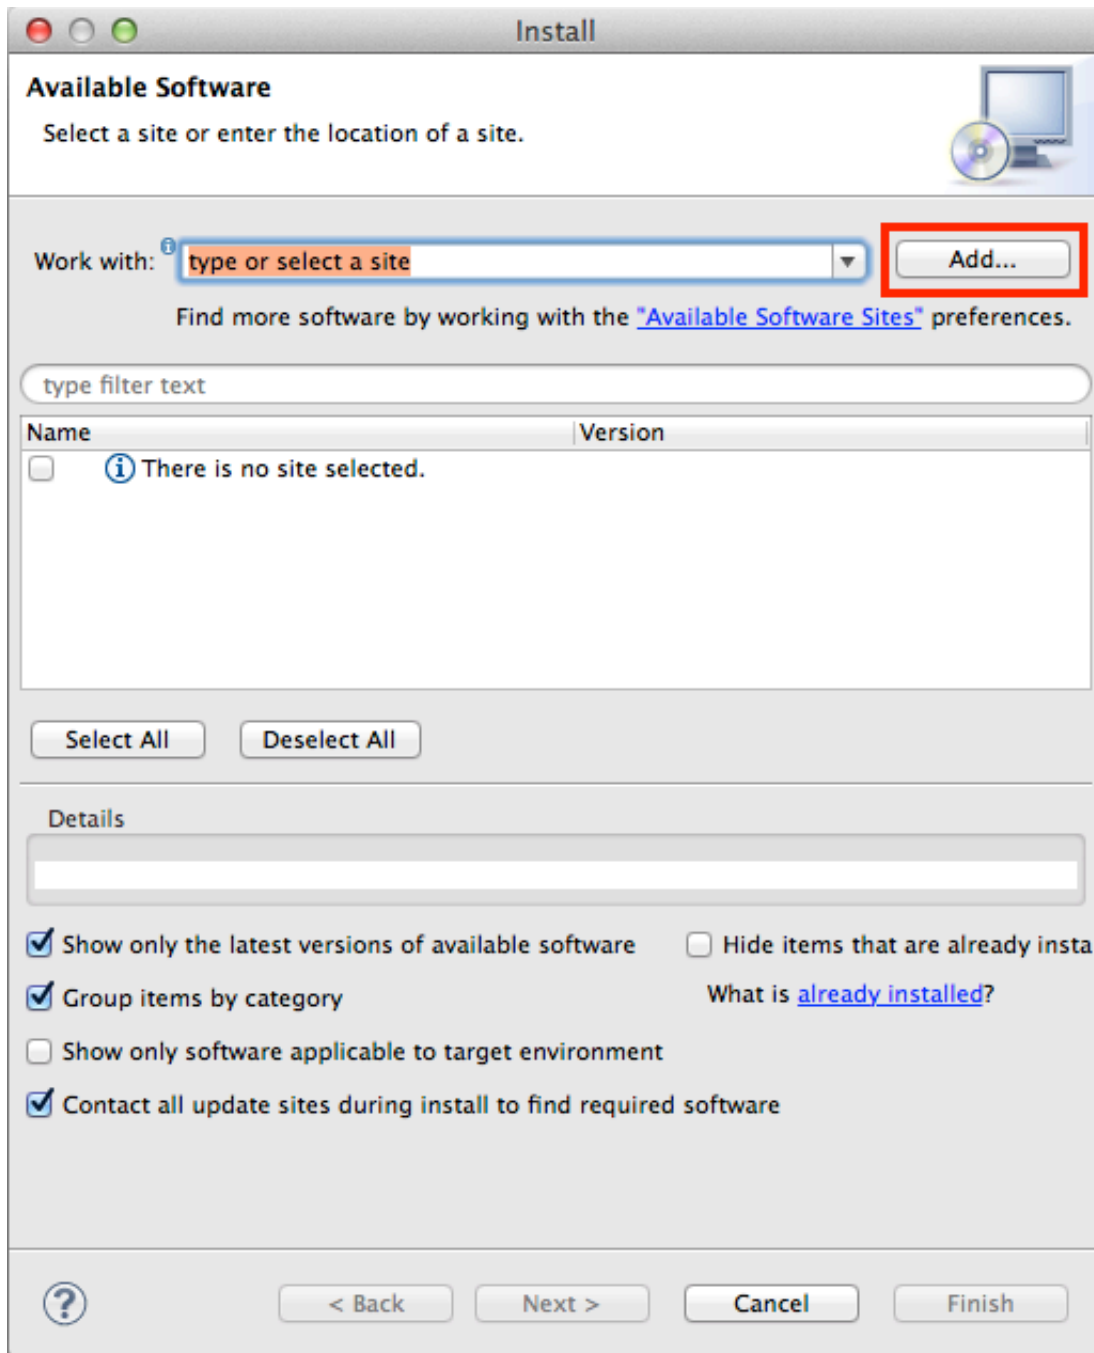 Install
Available Software
Select a site or enter the location of a site.
Work with: type or select a site Add...
Find more software by working with the "Available Software Sites" preferences.
type filter text
Name Version
There is no site selected.
Select All Deselect All
Details
Show only the latest versions of available software Hide items that are already insta
Group items by category What is already installed?
Show only software applicable to target environment
Contact all update sites during install to find required software
? < Back Next > Cancel Finish